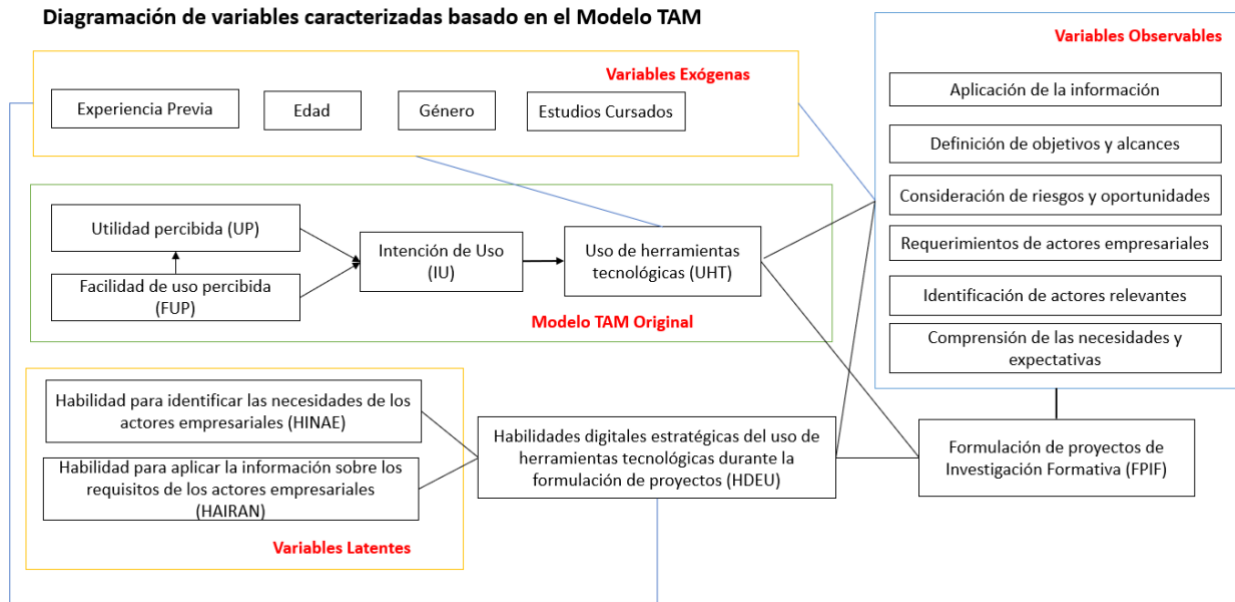 Diagramación de variables caracterizadas basado en el Modelo TAM
Variables Exógenas
Experiencia Previa
Edad
Género
Estudios Cursados
Utilidad percibida (UP)
Facilidad de uso percibida
(FUP)
Intención de Uso
(IU)
Uso de herramientas
tecnológicas (UHT)
Modelo TAM Original
Habilidad para identificar las necesidades de los
actores empresariales (HINAE)
Habilidad para aplicar la información sobre los
requisitos de los actores empresariales
(HAIRAN)
Variables Latentes
Habilidades digitales estratégicas del uso de
herramientas tecnológicas durante la
formulación de proyectos (HDEU)
Variables Observables
Aplicación de la información
Definición de objetivos y alcances
Consideración de riesgos y oportunidades
Requerimientos de actores empresariales
Identificación de actores relevantes
Comprensión de las necesidades y
expectativas
Formulación de proyectos de
Investigación Formativa (FPIF)